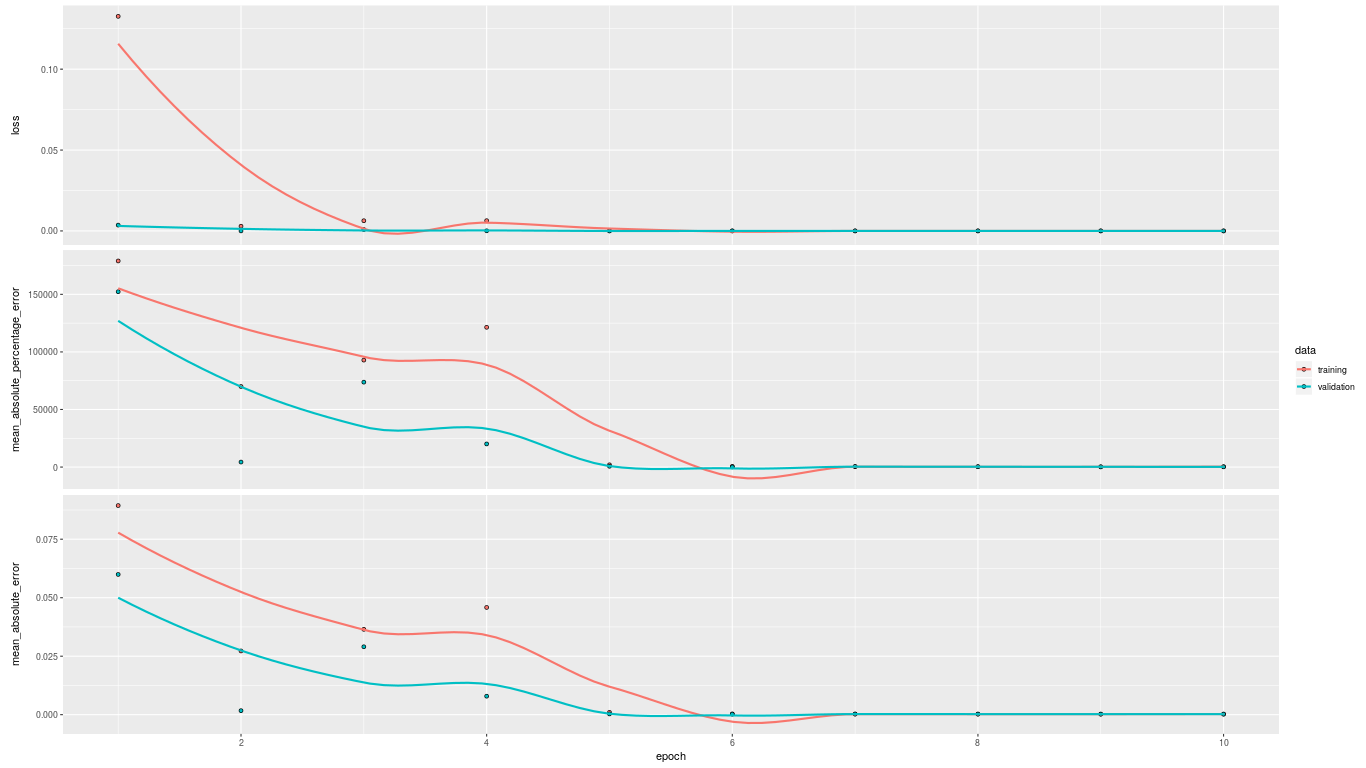 loss
0.10
0.05
0.00
mean_absolute_percentage_error
150000
100000
50000
0
mean_absolute_error
0.075
0.050
0.025
0.000
2
4
6
8
10
epoch
data
training
validation